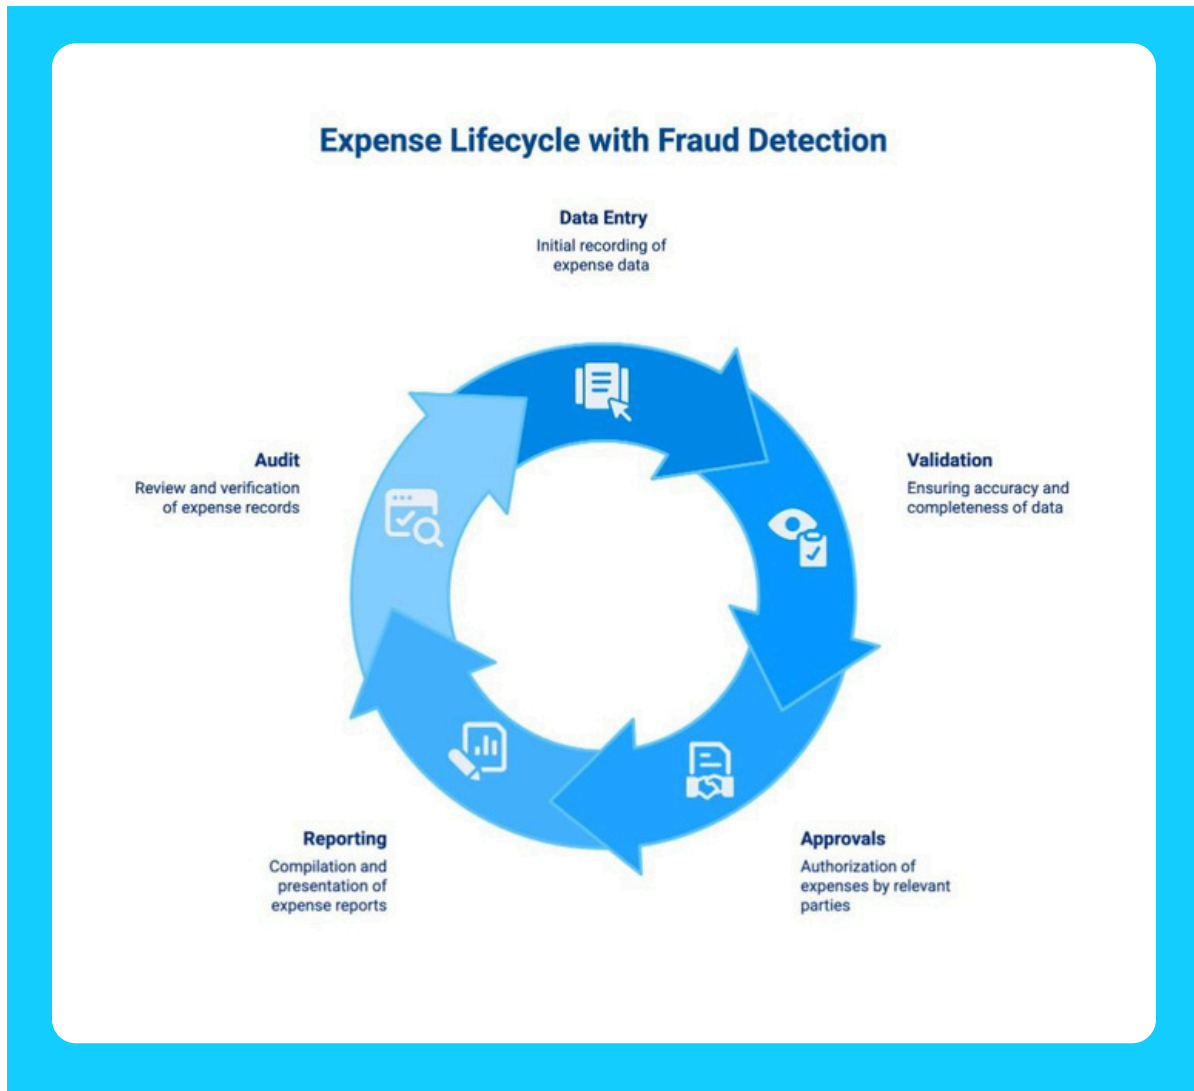 Expense Lifecycle with Fraud Detection
Data Entry
Initial recording of
expense data
Validation
Ensuring accuracy and
completeness of data
Approvals
Authorization of
expenses by relevant
parties
Reporting
Compilation and
presentation of
expense reports
Audit
Review and verification
of expense records